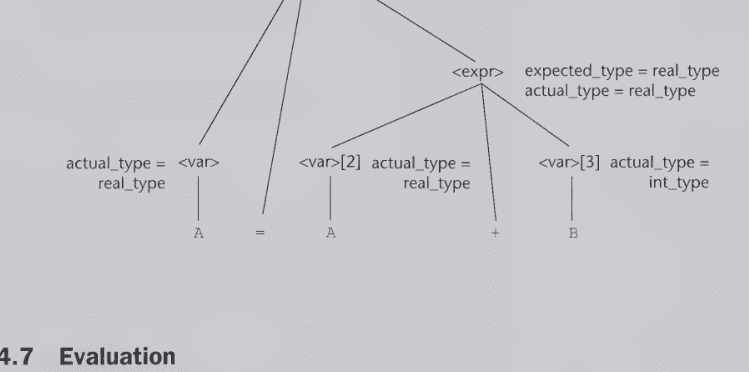 <expr> expected_type = real_type
actual_type = real_type
actual_type = <var> <var>[2] actual_type = <var>[3] actual_type =
real_type real_type int_type
A = A + B
4.7 Evaluation